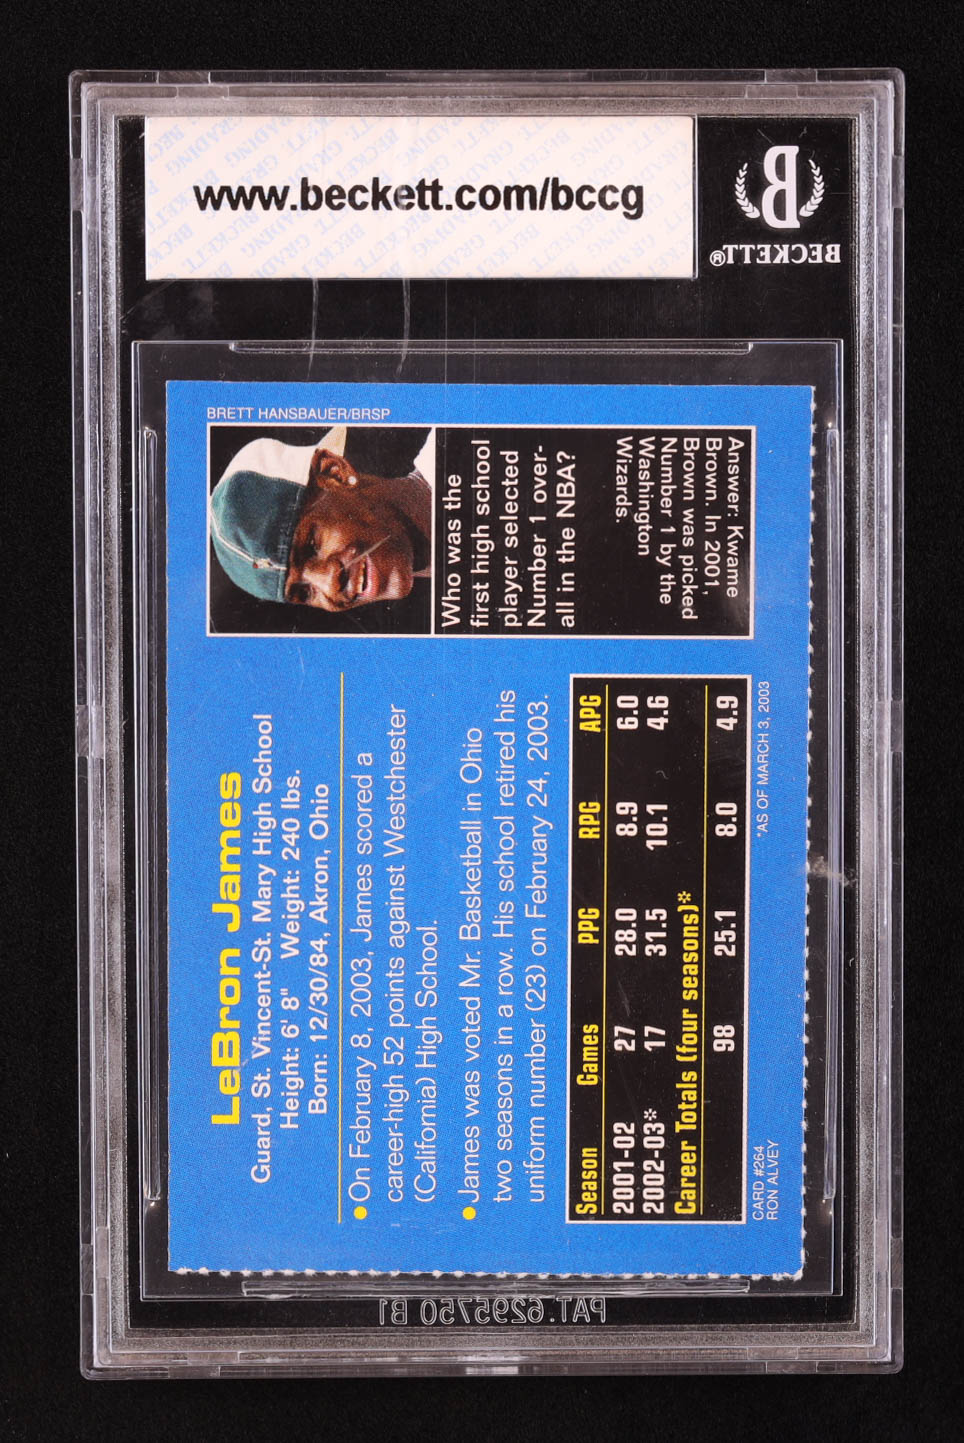 www.beckett.com/bccg
BECKETT®
BRETT HANSBAUER/BRSP
Who was the
first high school
player selected
Number 1 over-
all in the NBA?
Answer: Kwame
Brown. In 2001,
Brown was picked
Number 1 by the
Washington
Wizards.
LeBron James
Guard, St. Vincent-St. Mary High School
Height: 6' 8" Weight: 240 lbs.
Born: 12/30/84, Akron, Ohio
● On February 8, 2003, James scored a
career-high 52 points against Westchester
(California) High School.
● James was voted Mr. Basketball in Ohio
two seasons in a row. His school retired his
uniform number (23) on February 24, 2003.
Season Games PPG RPG APG
2001-02 27 28.0 8.9 6.0
2002-03* 17 31.5 10.1 4.6
Career Totals (four seasons)*
98 25.1 8.0 4.9
*AS OF MARCH 3, 2003
CARD #264
RON ALVEY
PAT.6295750 B1